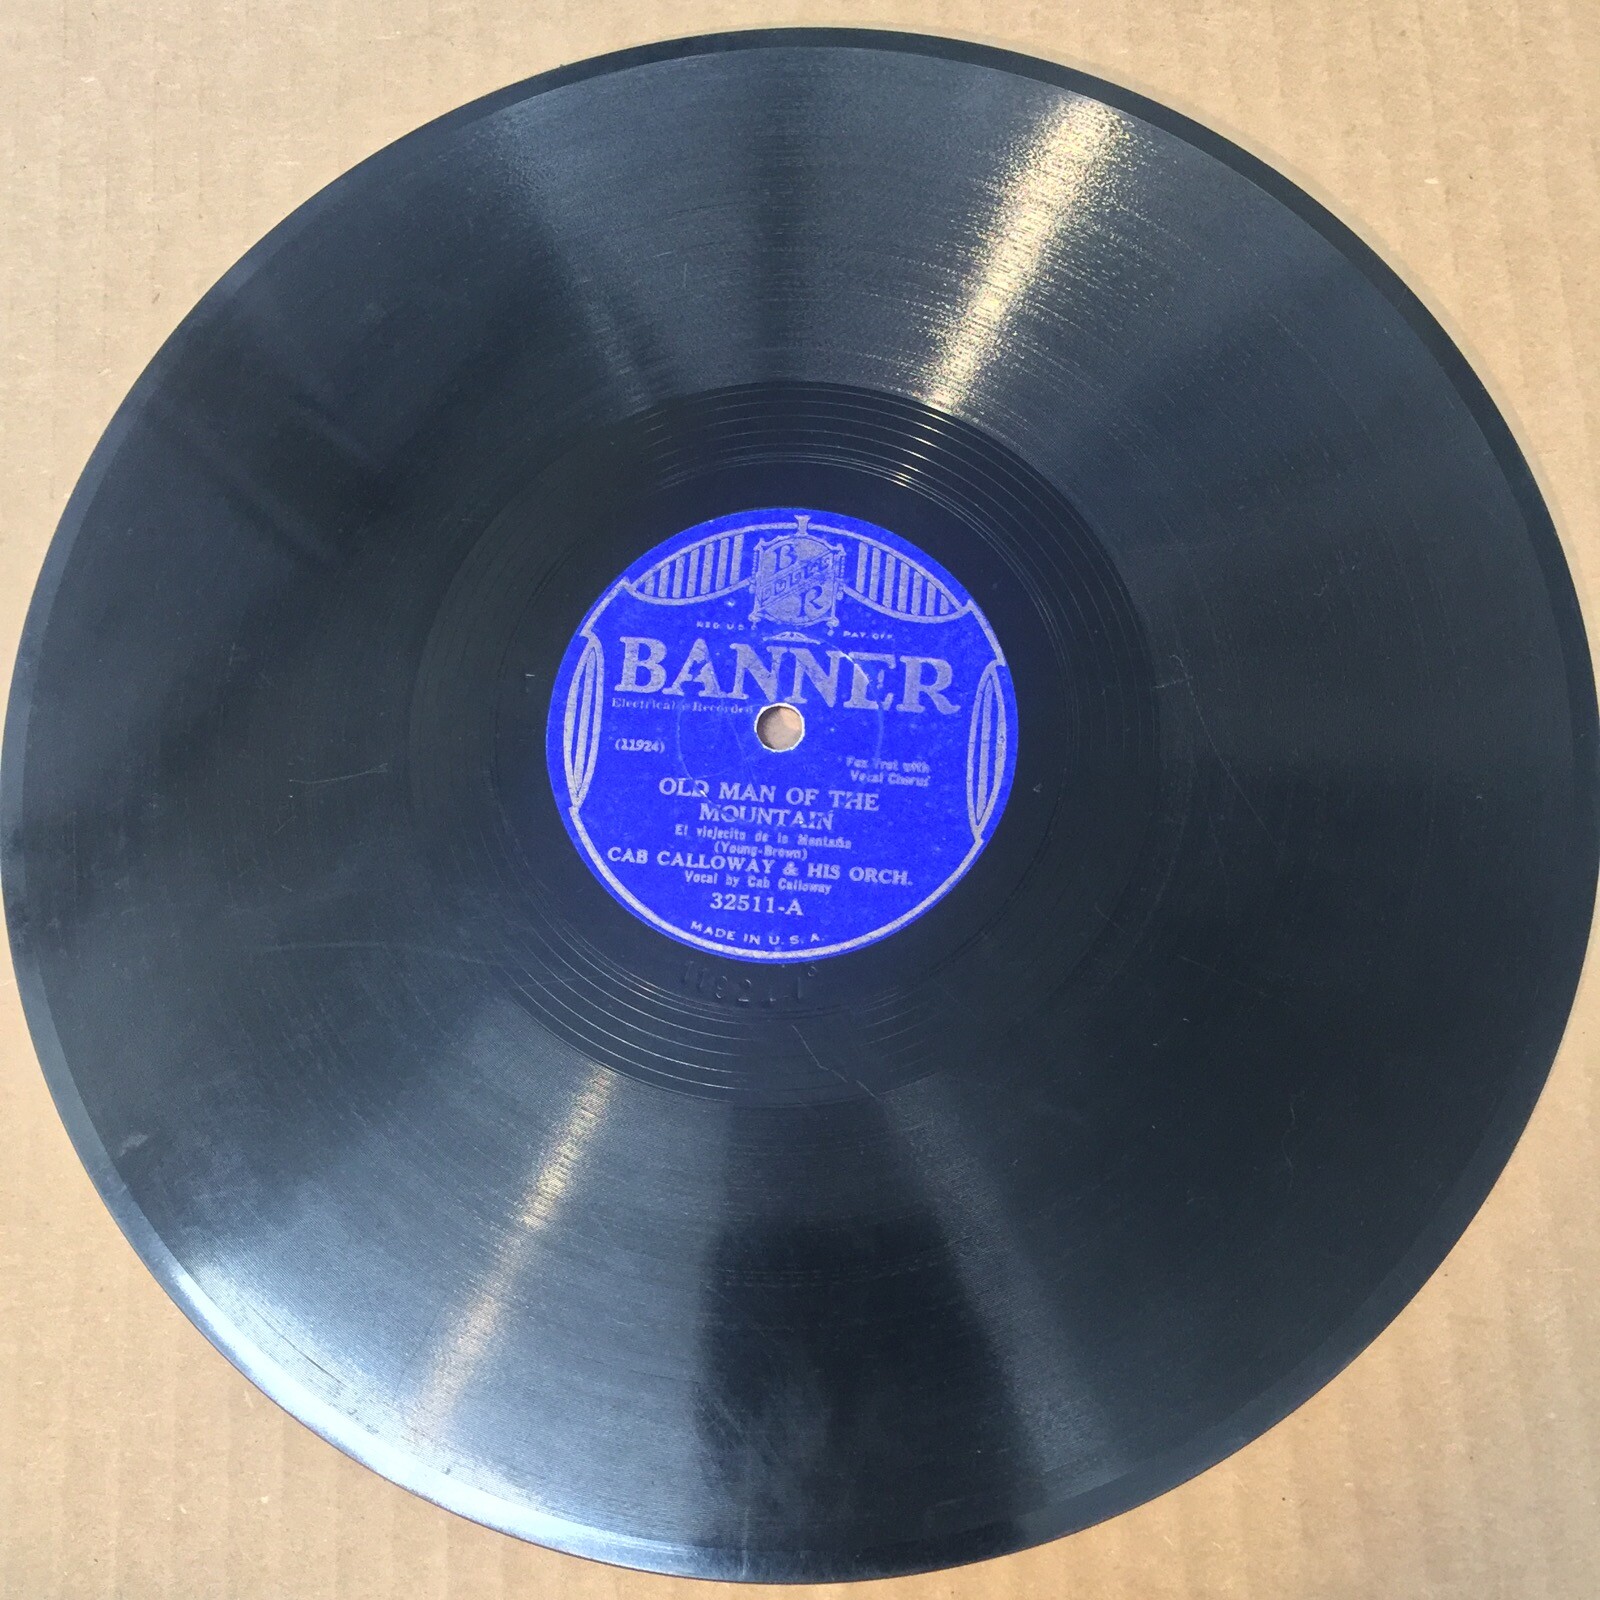 B
R
REG. U.S. PAT. OFF.
BANNER
Electrically Recorded
(11924)
Fox Trot with
Vocal Chorus
OLD MAN OF THE
MOUNTAIN
El viejecito de la Montaña
(Young-Brown)
CAB CALLOWAY & HIS ORCH.
Vocal by Cab Calloway
32511-A
MADE IN U. S. A.